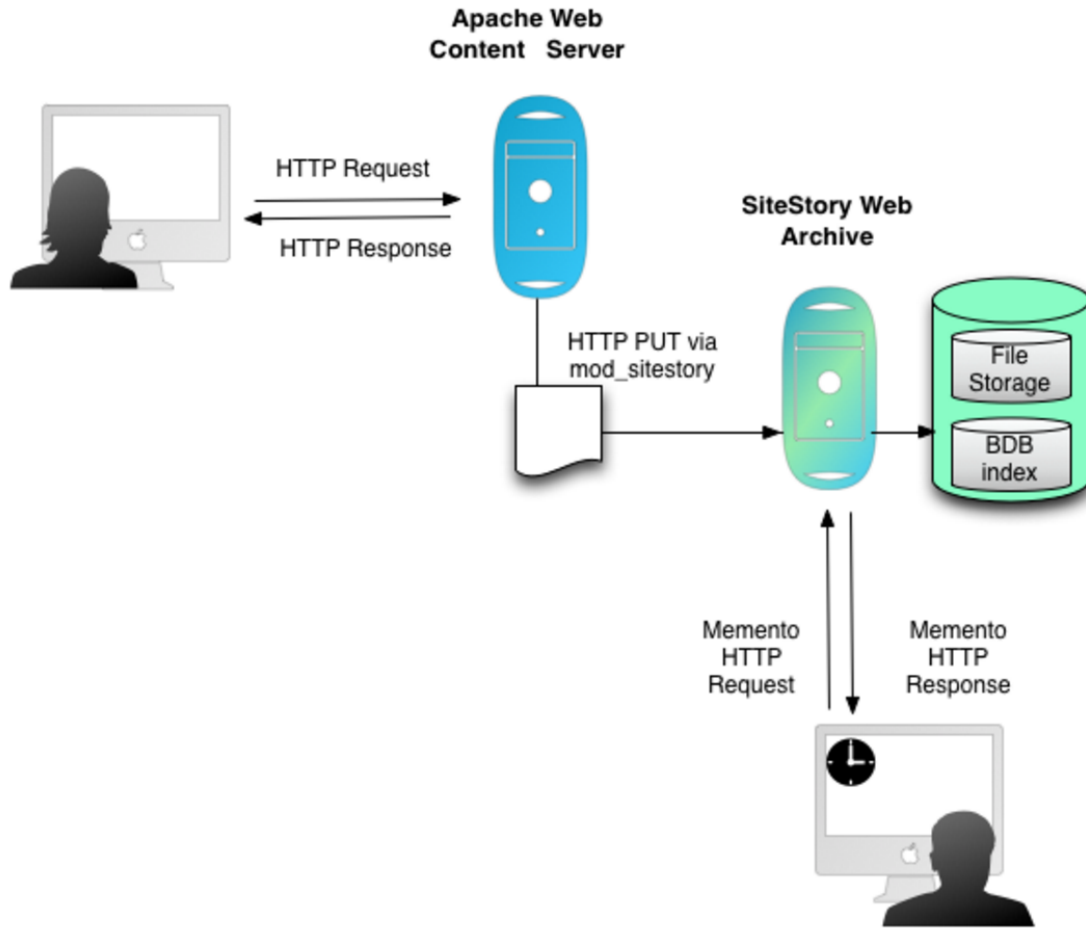 Apache Web
Content Server
HTTP Request
HTTP Response
SiteStory Web
Archive
HTTP PUT via
mod_sitestory
File
Storage
BDB
index
Memento
HTTP
Request
Memento
HTTP
Response